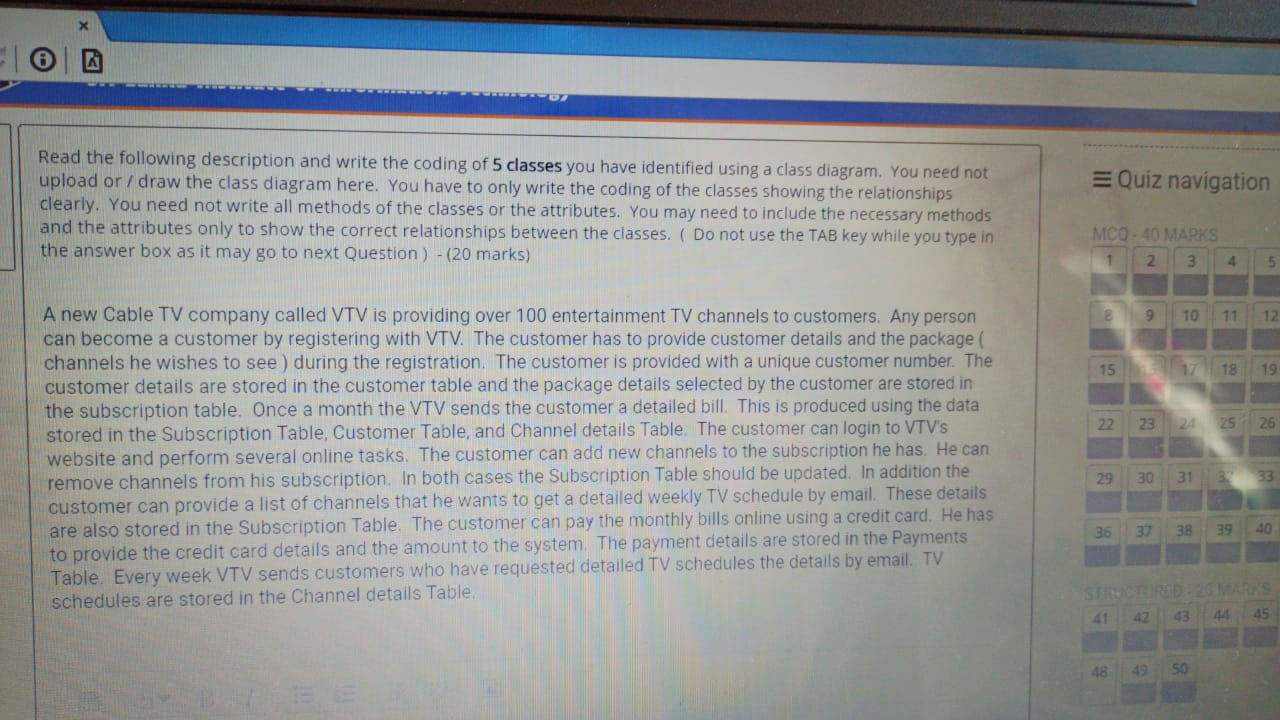 Read the following description and write the coding of 5 classes you have identified using a class diagram. You need not
upload or / draw the class diagram here. You have to only write the coding of the classes showing the relationships
clearly. You need not write all methods of the classes or the attributes. You may need to include the necessary methods
and the attributes only to show the correct relationships between the classes. ( Do not use the TAB key while you type in
the answer box as it may go to next Question ) - (20 marks)
A new Cable TV company called VTV is providing over 100 entertainment TV channels to customers. Any person
can become a customer by registering with VTV. The customer has to provide customer details and the package (
channels he wishes to see ) during the registration. The customer is provided with a unique customer number. The
customer details are stored in the customer table and the package details selected by the customer are stored in
the subscription table. Once a month the VTV sends the customer a detailed bill. This is produced using the data
stored in the Subscription Table, Customer Table, and Channel details Table. The customer can login to VTV's
website and perform several online tasks. The customer can add new channels to the subscription he has. He can
remove channels from his subscription. In both cases the Subscription Table should be updated. In addition the
customer can provide a list of channels that he wants to get a detailed weekly TV schedule by email. These details
are also stored in the Subscription Table. The customer can pay the monthly bills online using a credit card. He has
to provide the credit card details and the amount to the system. The payment details are stored in the Payments
Table. Every week VTV sends customers who have requested detailed TV schedules the details by email. TV
schedules are stored in the Channel details Table.
Quiz navigation
MCQ - 40 MARKS
1 2 3 4 5
8 9 10 11 12
15 17 18 19
22 23 24 25 26
29 30 31 33
36 37 38 39 40
STRUCTURED - 20 MARKS
41 42 43 44 45
48 49 50